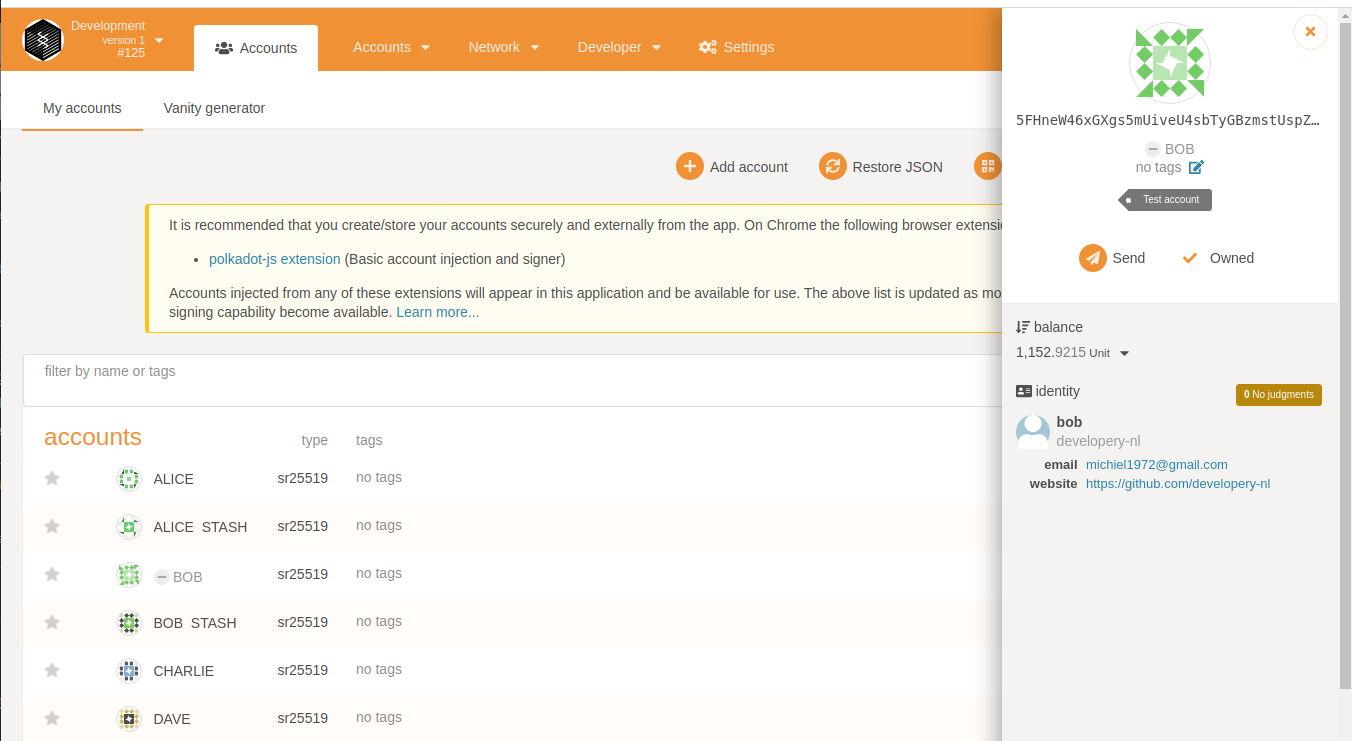 Development
version 1
#125
Accounts
Accounts
Network
Developer
Settings
My accounts
Vanity generator
Add account
Restore JSON
It is recommended that you create/store your accounts securely and externally from the app. On Chrome the following browser
polkadot-js extension (Basic account injection and signer)
Accounts injected from any of these extensions will appear in this application and be available for use. The above list is updated as
signing capability become available. Learn more...
filter by name or tags
accounts type tags
ALICE sr25519 no tags
ALICE STASH sr25519 no tags
BOB sr25519 no tags
BOB STASH sr25519 no tags
CHARLIE sr25519 no tags
DAVE sr25519 no tags
5FHneW46xGXgs5mUiveU4sbTyGBzmstUspZ…
BOB
no tags
Test account
Send
Owned
balance
1,152.9215 Unit
identity
0 No judgments
bob
developery-nl
email michiel1972@gmail.com
website https://github.com/developery-nl